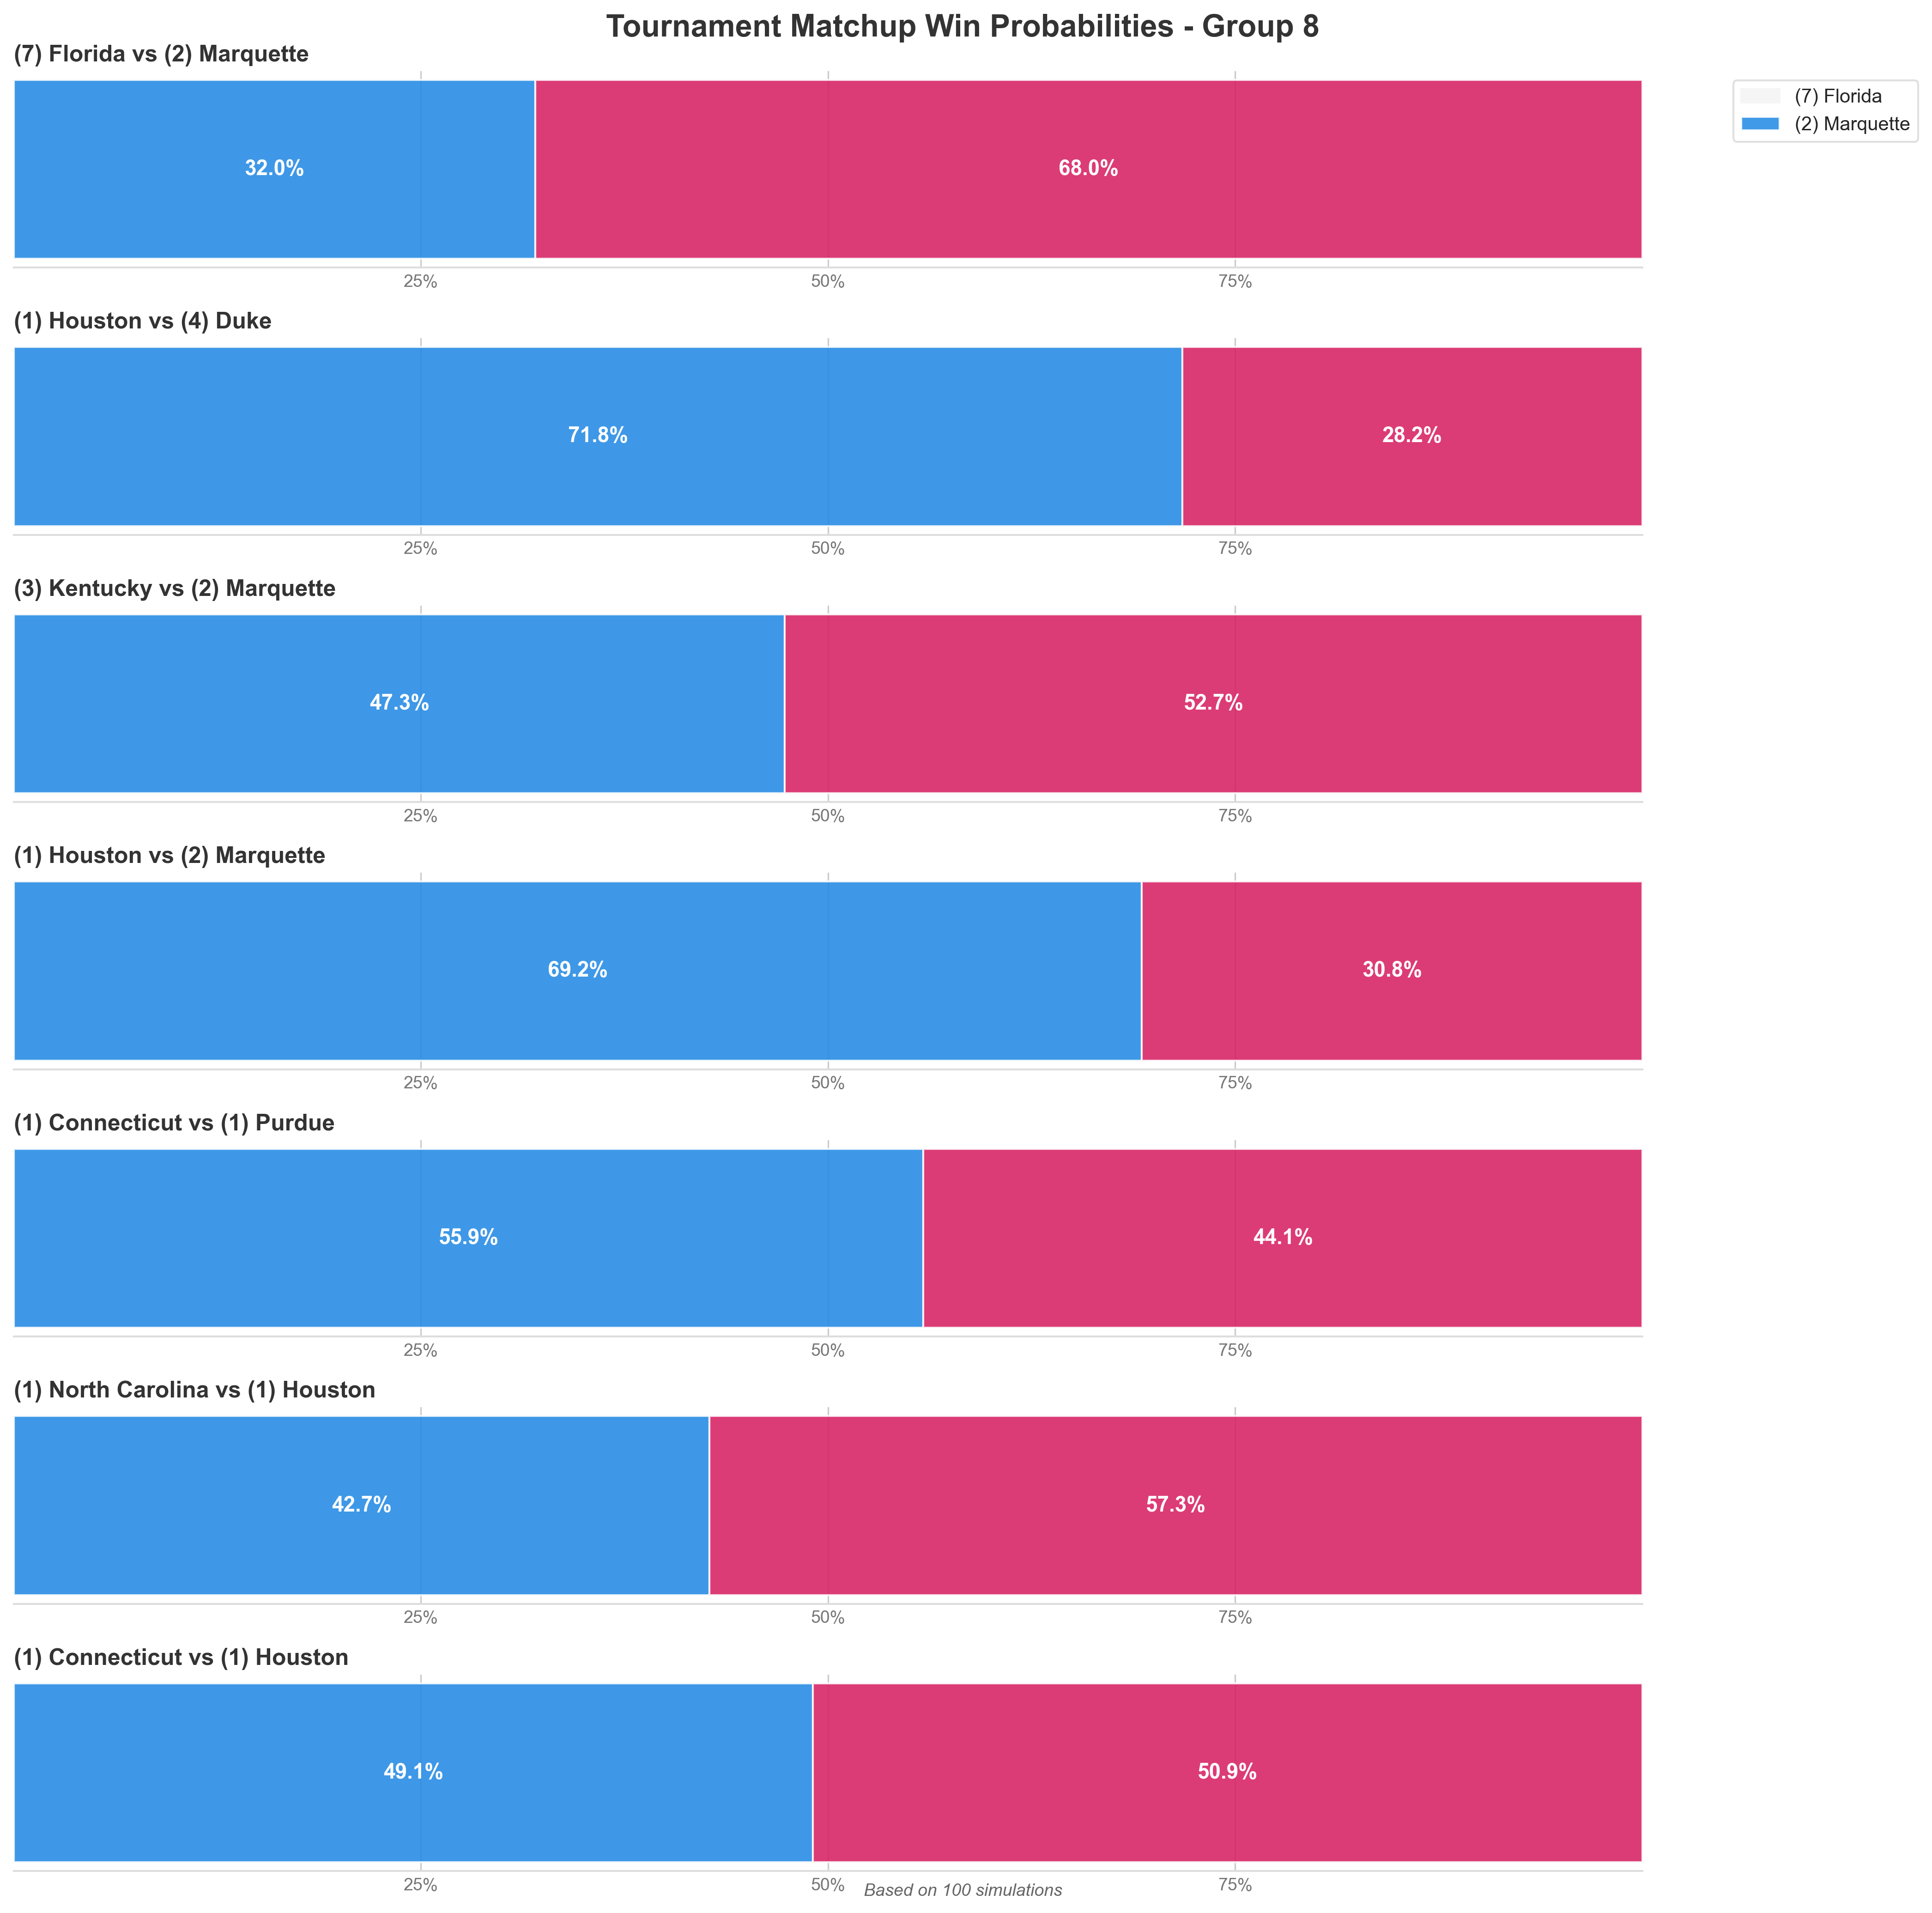 Tournament Matchup Win Probabilities - Group 8
(7) Florida vs (2) Marquette
(7) Florida
(2) Marquette
32.0% 68.0%
25% 50% 75%
(1) Houston vs (4) Duke
71.8% 28.2%
25% 50% 75%
(3) Kentucky vs (2) Marquette
47.3% 52.7%
25% 50% 75%
(1) Houston vs (2) Marquette
69.2% 30.8%
25% 50% 75%
(1) Connecticut vs (1) Purdue
55.9% 44.1%
25% 50% 75%
(1) North Carolina vs (1) Houston
42.7% 57.3%
25% 50% 75%
(1) Connecticut vs (1) Houston
49.1% 50.9%
25% 50% 75%
Based on 100 simulations